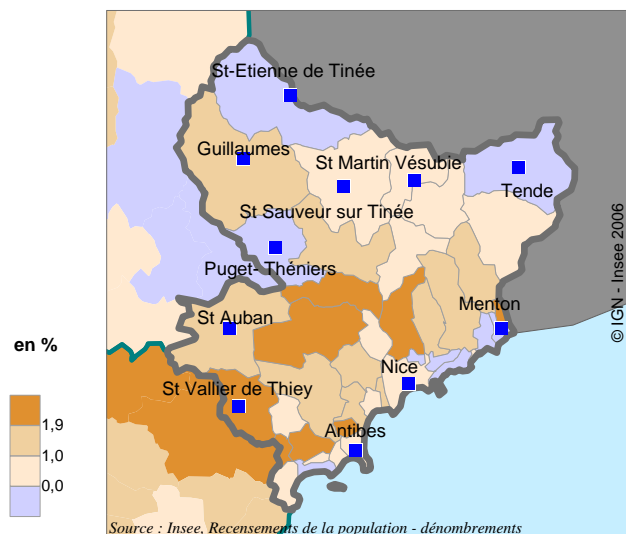 St-Etienne de Tinée
Guillaumes
St Martin Vésubie
Tende
St Sauveur sur Tinée
Puget- Théniers
St Auban
Menton
© IGN - Insee 2006
en %
Nice
St Vallier de Thiey
1,9
Antibes
1,0
0,0
Source : Insee, Recensements de la population - dénombrements